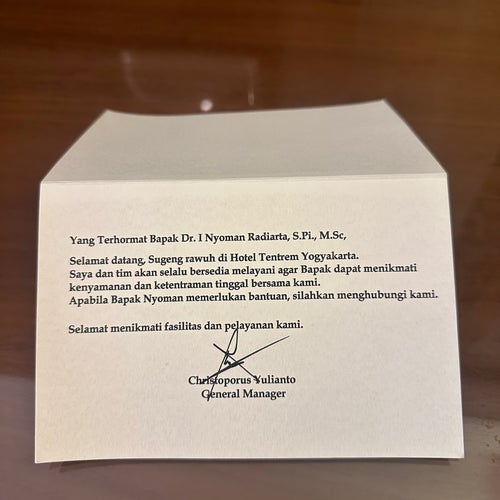 Yang Terhormat Bapak Dr. I Nyoman Radiarta, S.Pi., M.Sc,
Selamat datang, Sugeng rawuh di Hotel Tentrem Yogyakarta.
Saya dan tim akan selalu bersedia melayani agar Bapak dapat menikmati
kenyamanan dan ketentraman tinggal bersama kami.
Apabila Bapak Nyoman memerlukan bantuan, silahkan menghubungi kami.
Selamat menikmati fasilitas dan pelayanan kami.
Christoporus Yulianto
General Manager